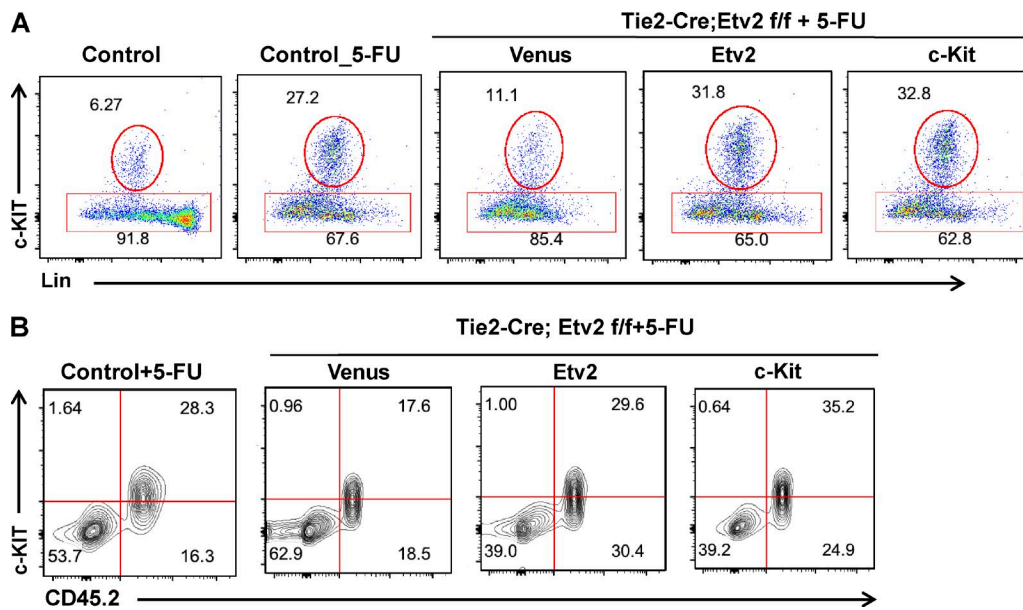 A
Tie2-Cre;Etv2 f/f + 5-FU
Control Control_5-FU Venus Etv2 c-Kit
6.27 27.2 11.1 31.8 32.8
91.8 67.6 85.4 65.0 62.8
c-KIT
Lin
B
Tie2-Cre; Etv2 f/f+5-FU
Control+5-FU Venus Etv2 c-Kit
1.64 28.3 0.96 17.6 1.00 29.6 0.64 35.2
53.7 16.3 62.9 18.5 39.0 30.4 39.2 24.9
c-KIT
CD45.2